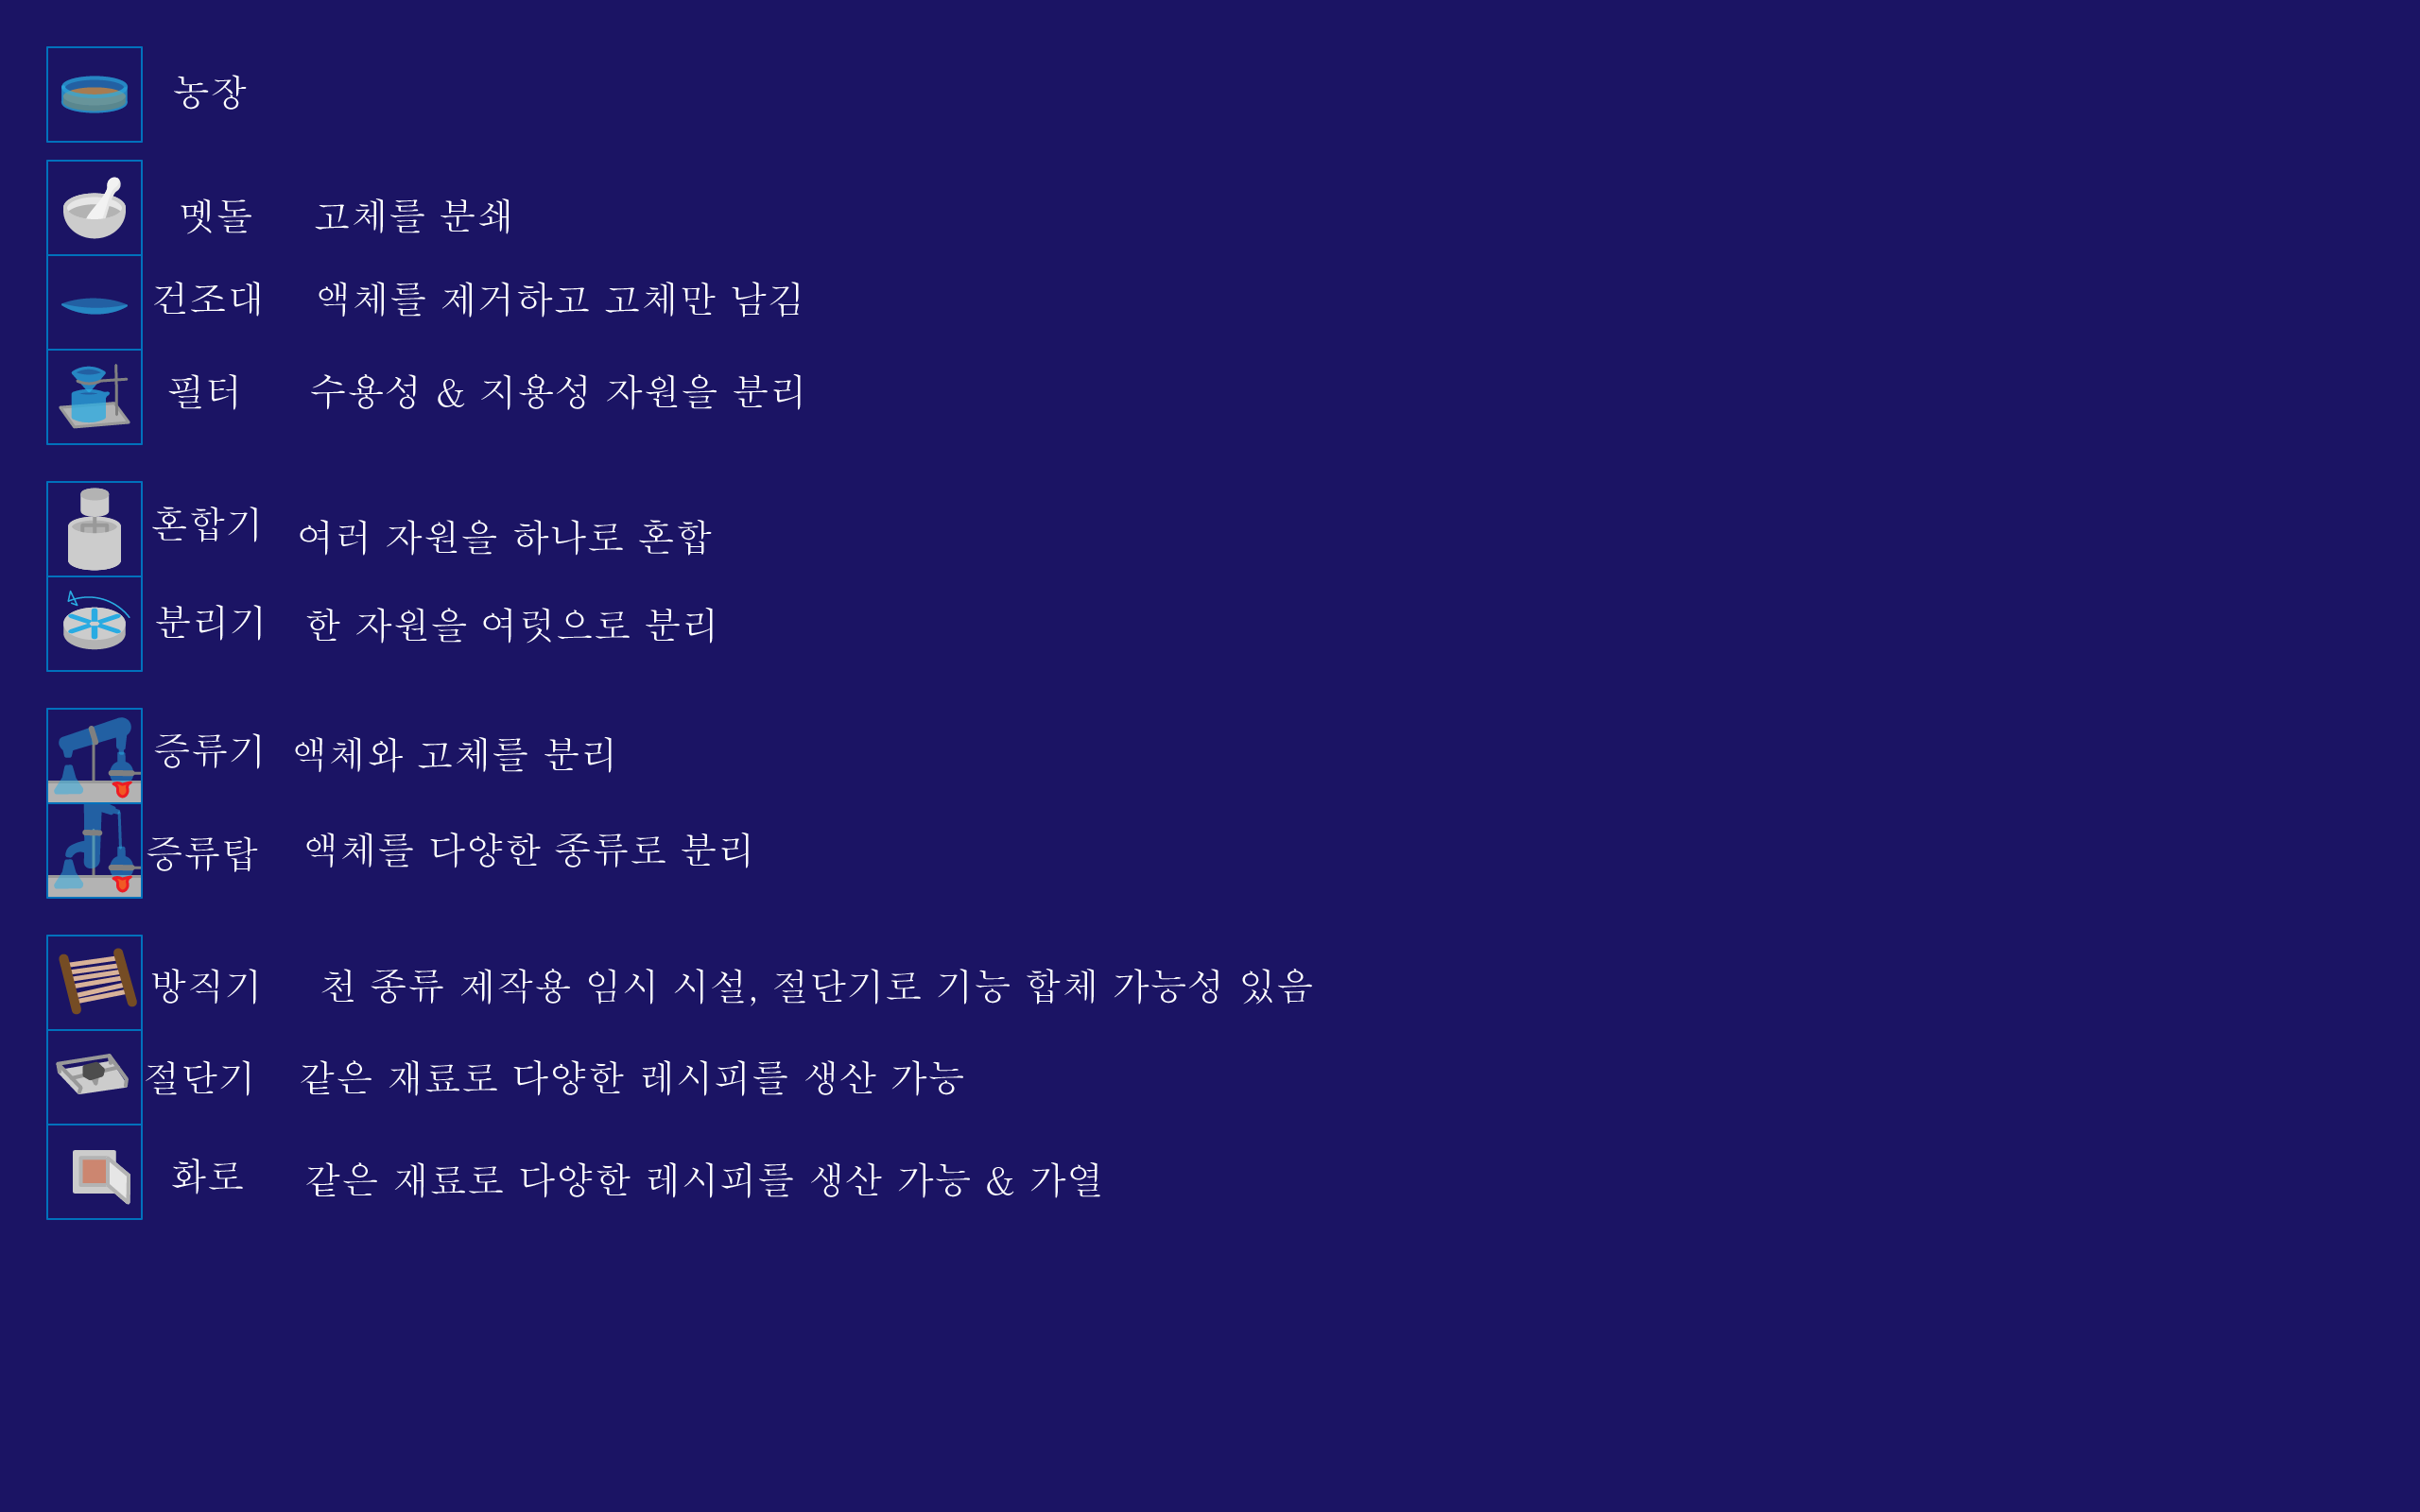 농장
멧돌 고체를 분쇄
건조대 액체를 제거하고 고체만 남김
필터 수용성 & 지용성 자원을 분리
혼합기 여러 자원을 하나로 혼합
분리기 한 자원을 여럿으로 분리
증류기 액체와 고체를 분리
증류탑 액체를 다양한 종류로 분리
방직기 천 종류 제작용 임시 시설, 절단기로 기능 합체 가능성 있음
절단기 같은 재료로 다양한 레시피를 생산 가능
화로 같은 재료로 다양한 레시피를 생산 가능 & 가열